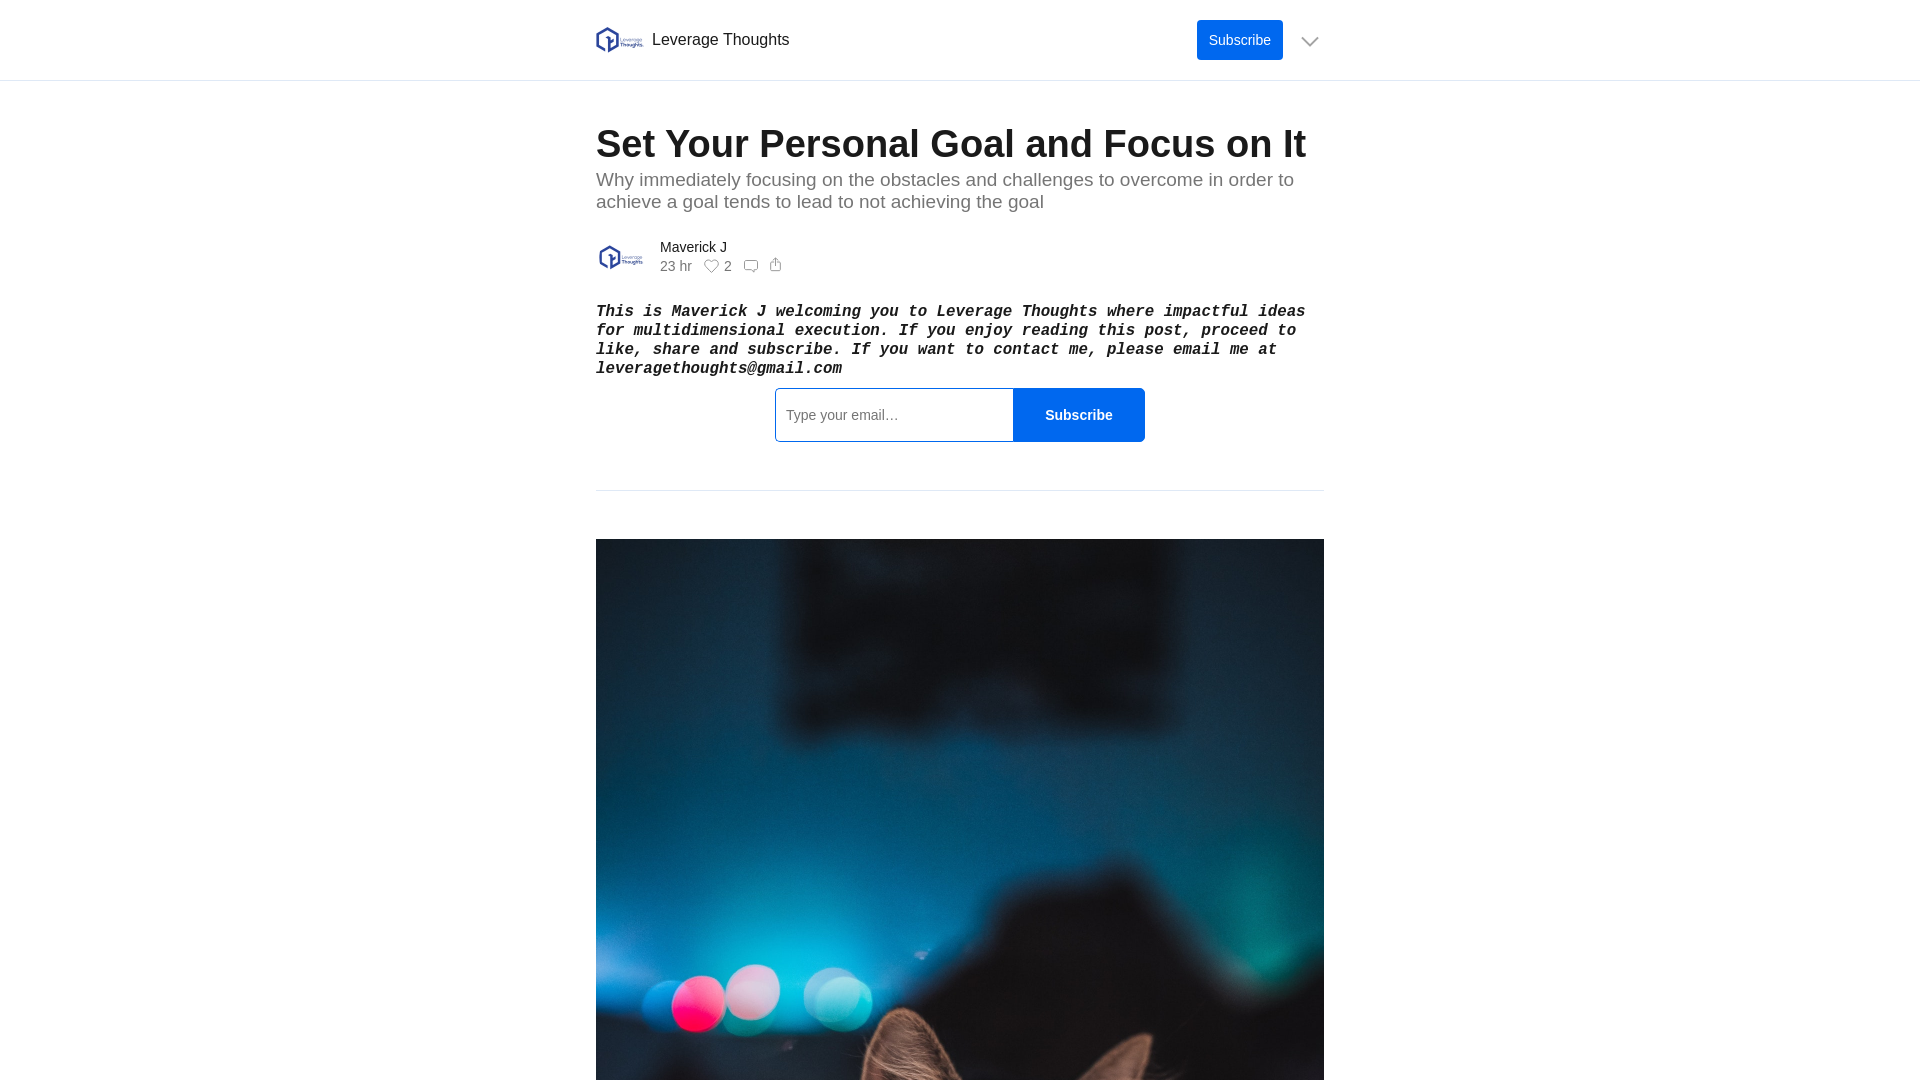 Leverage Thoughts
Leverage
Thoughts.
Subscribe
Set Your Personal Goal and Focus on It
Why immediately focusing on the obstacles and challenges to overcome in order to
achieve a goal tends to lead to not achieving the goal
Leverage
Thoughts
Maverick J
23 hr 2
This is Maverick J welcoming you to Leverage Thoughts where impactful ideas
for multidimensional execution. If you enjoy reading this post, proceed to
like, share and subscribe. If you want to contact me, please email me at
leveragethoughts@gmail.com
Type your email…
Subscribe